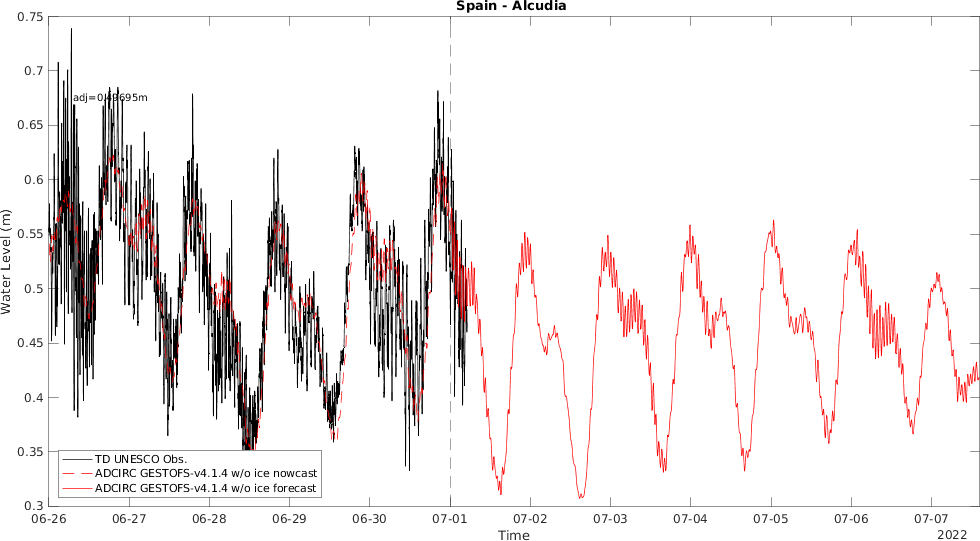 Spain - Alcudia
0.75
0.7
0.65
0.6
0.55
0.5
0.45
0.4
0.35
0.3
Water Level (m)
adj=0.49695m
TD UNESCO Obs.
ADCIRC GESTOFS-v4.1.4 w/o ice nowcast
ADCIRC GESTOFS-v4.1.4 w/o ice forecast
06-26 06-27 06-28 06-29 06-30 07-01 07-02 07-03 07-04 07-05 07-06 07-07
Time
2022